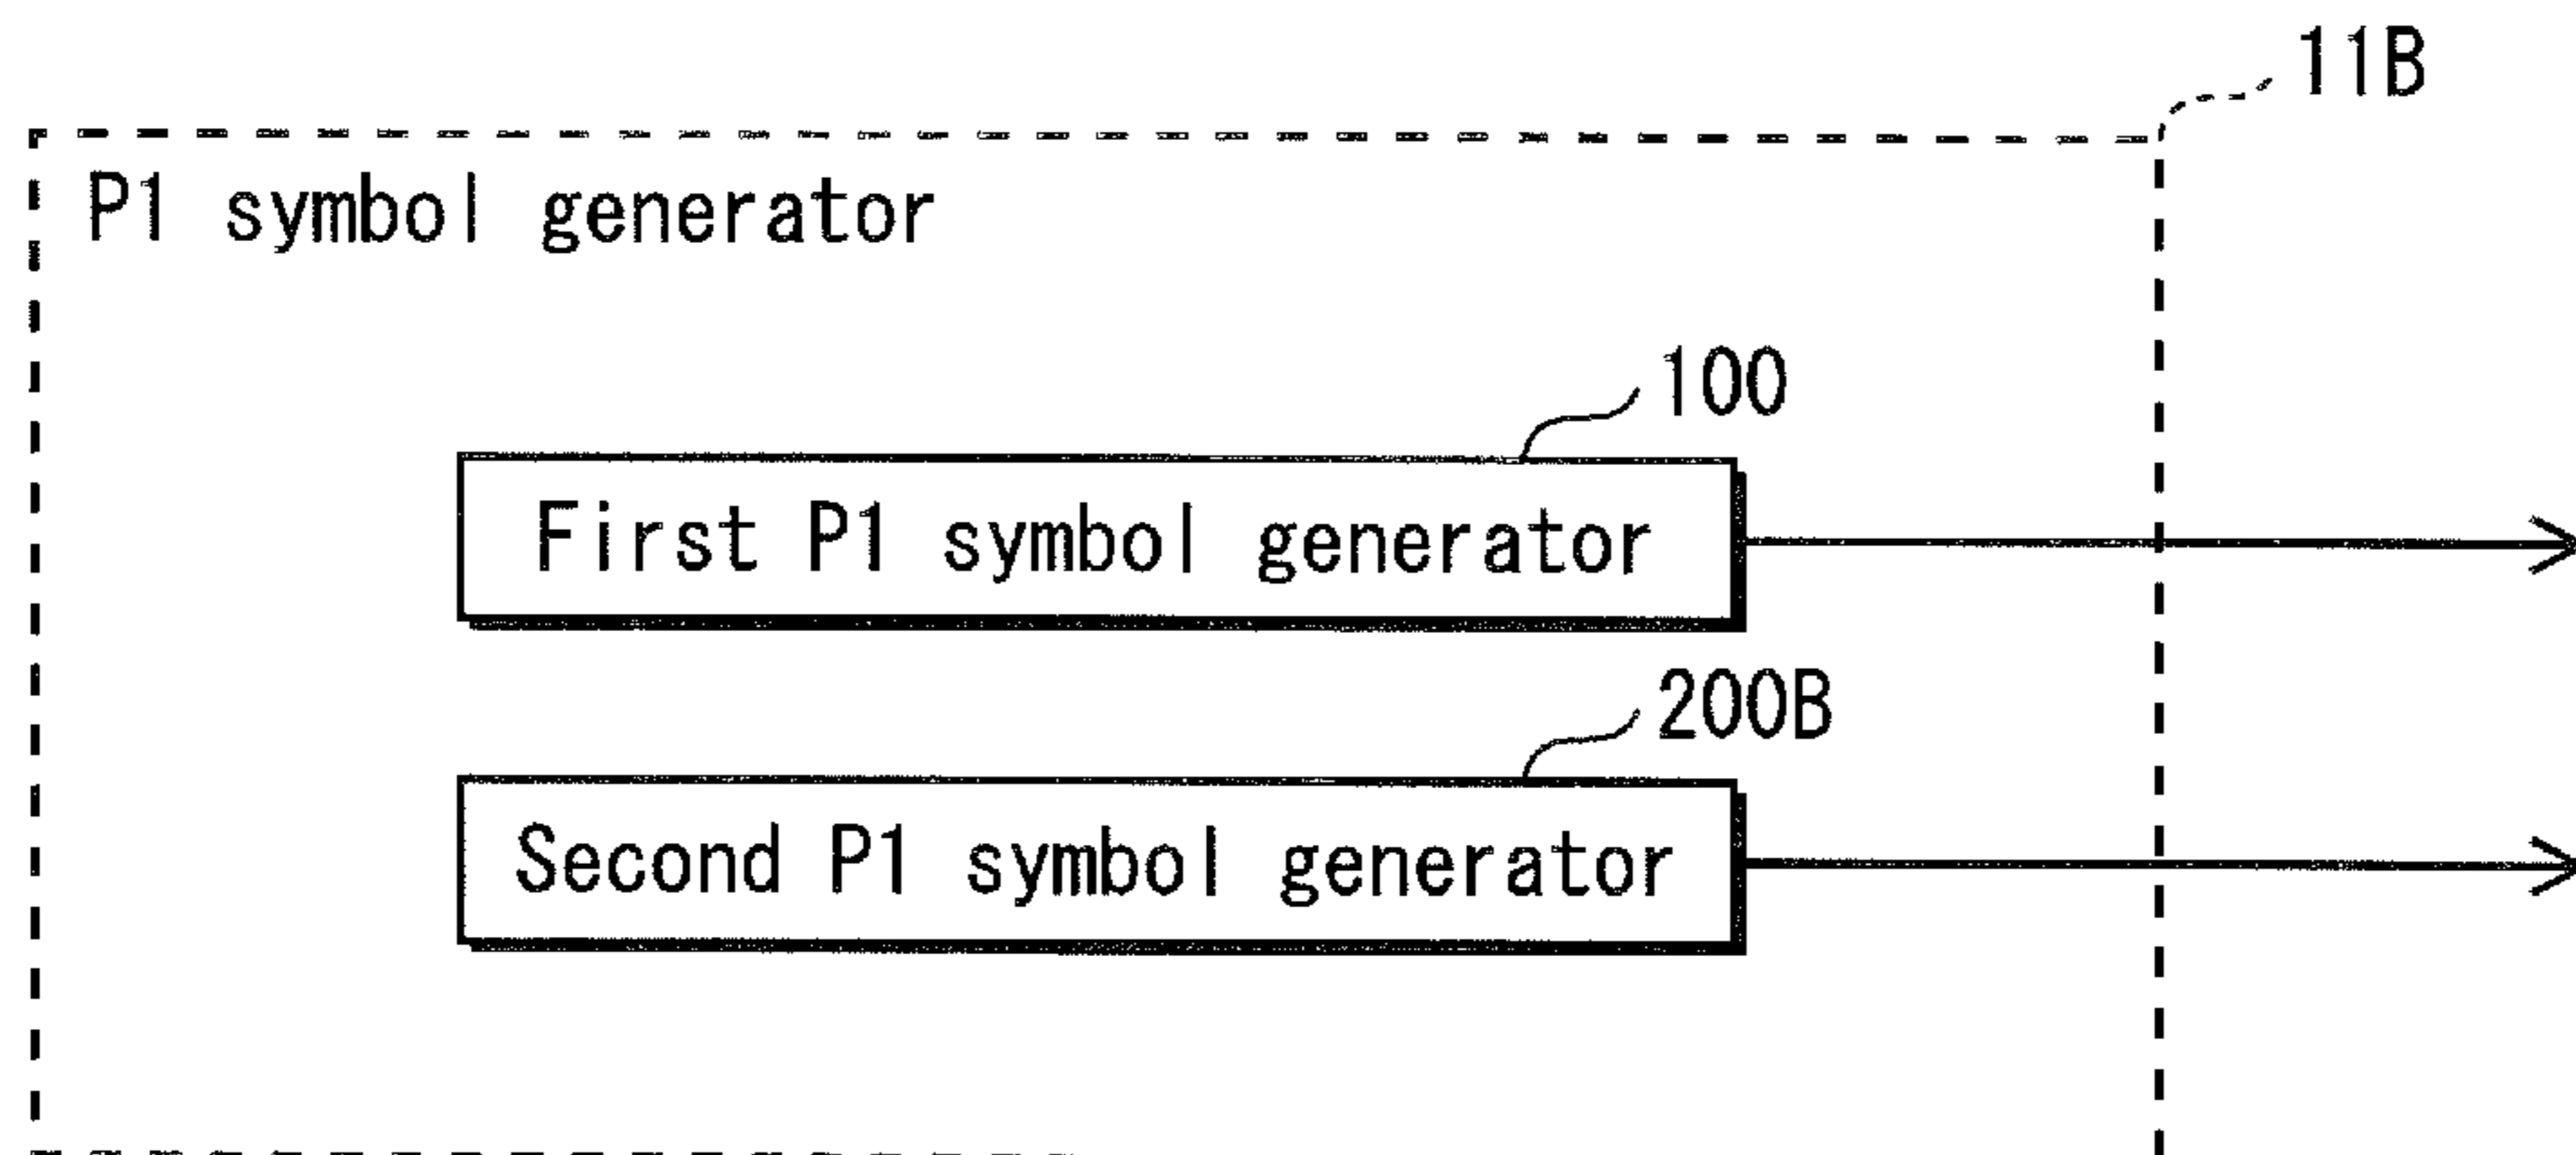 11B
P1 symbol generator
100
First P1 symbol generator
200B
Second P1 symbol generator